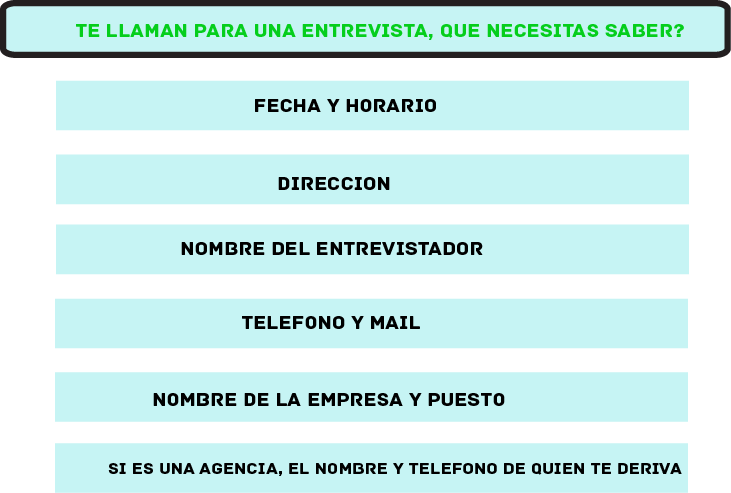 TE LLAMAN PARA UNA ENTREVISTA, QUE NECESITAS SABER?
FECHA Y HORARIO
DIRECCION
NOMBRE DEL ENTREVISTADOR
TELEFONO Y MAIL
NOMBRE DE LA EMPRESA Y PUESTO
SI ES UNA AGENCIA, EL NOMBRE Y TELEFONO DE QUIEN TE DERIVA